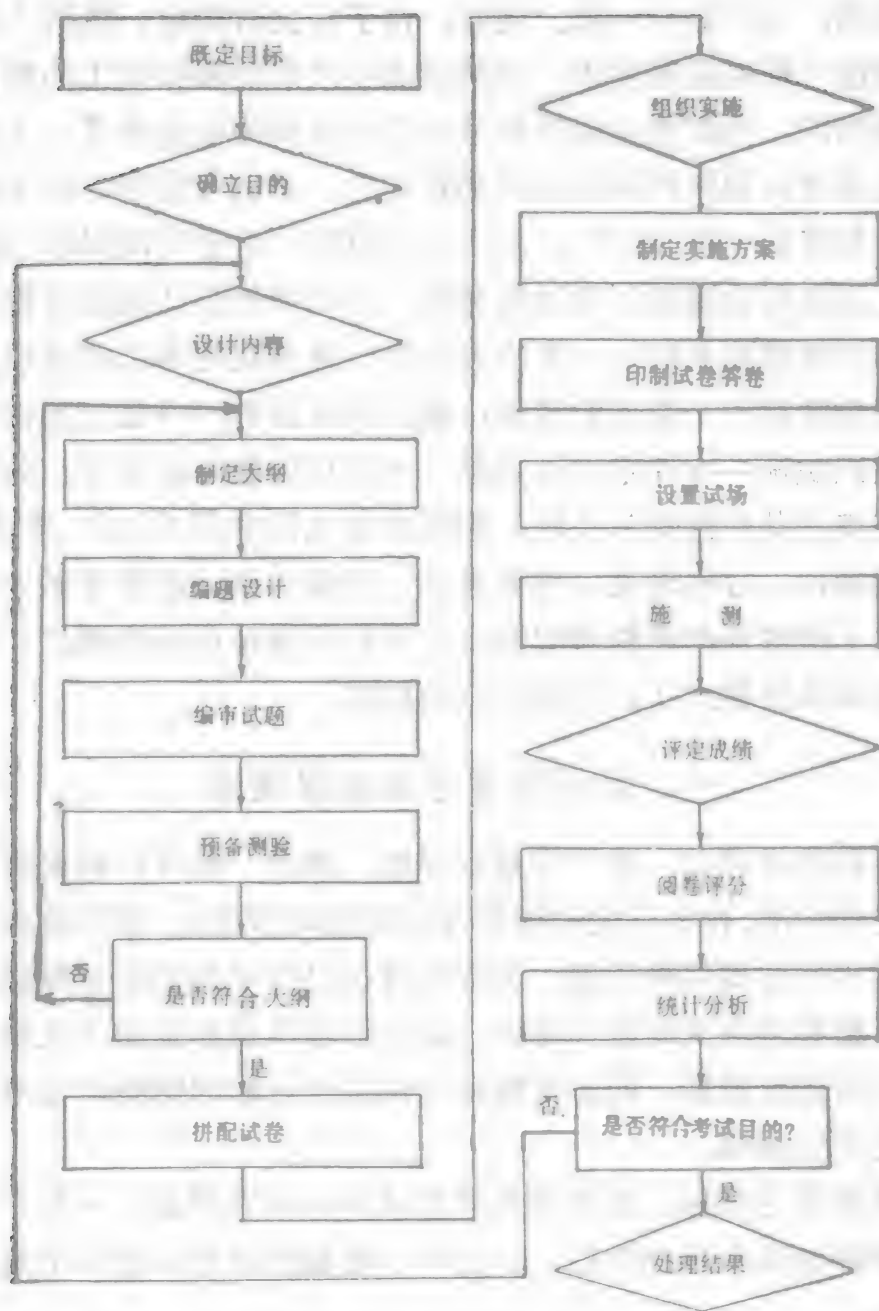 既定目标
确立目的
设计内容
制定大纲
编题设计
编审试题
预备测验
否
是否符合大纲
是
拼配试卷
组织实施
制定实施方案
印制试卷答卷
设置试场
施 测
评定成绩
阅卷评分
统计分析
否
是否符合考试目的?
是
处理结果